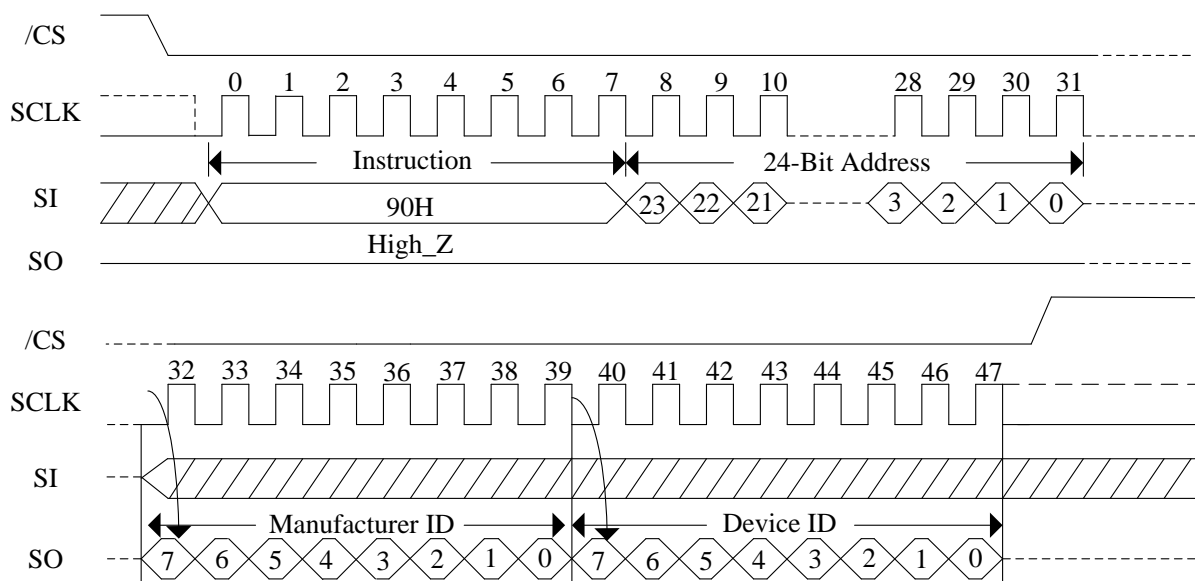 /CS
0 1 2 3 4 5 6 7 8 9 10 28 29 30 31
SCLK
Instruction 24-Bit Address
SI 90H 23 22 21 3 2 1 0
High_Z
SO
/CS
32 33 34 35 36 37 38 39 40 41 42 43 44 45 46 47
SCLK
SI
Manufacturer ID Device ID
SO 7 6 5 4 3 2 1 0 7 6 5 4 3 2 1 0